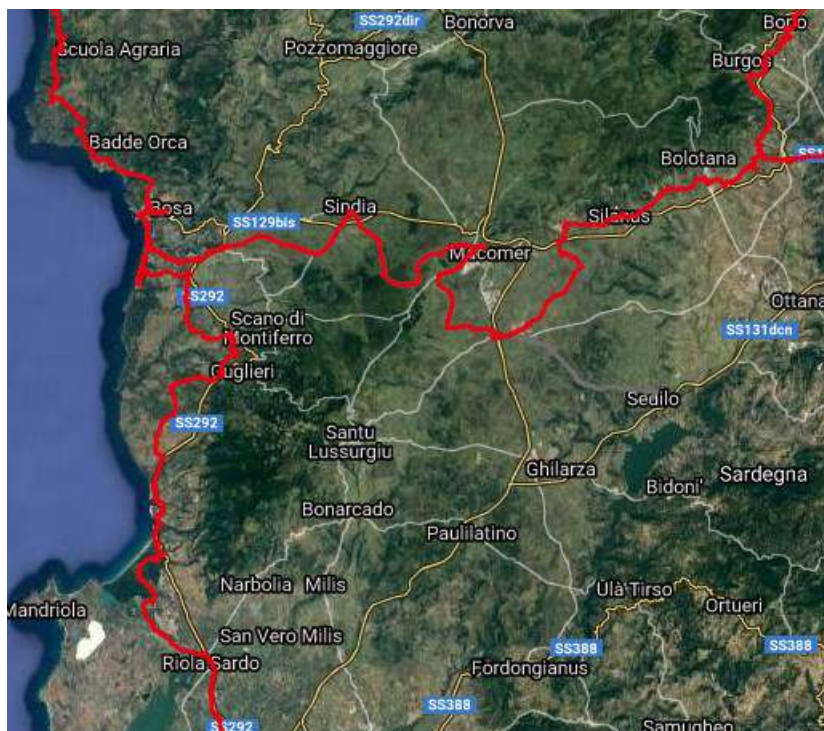 SS292dir
Bonorva
Bono
Scuola Agraria
Pozzomaggiore
Burgos
Badde Orca
Bolotana
SS1
Bosa
Sindia
SS129bis
Silanus
Macomer
SS292
Ottana
Scano di
Montiferro
SS131dcn
Cuglieri
Sedilo
SS292
Santu
Lussurgiu
Ghilarza
Sardegna
Bidoni'
Bonarcado
Paulilatino
Narbolia
Milis
Ulà Tirso
Ortueri
Mandriola
San Vero Milis
SS388
SS388
Riola Sardo
Fordongianus
SS388
SS292
Samugheo